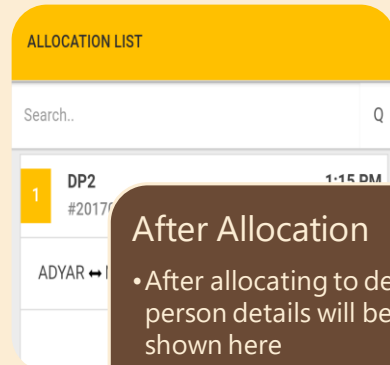 ALLOCATION LIST
Search..
Q
1 DP2 1:15 PM
#2017
ADYAR ↔
After Allocation
•After allocating to
person details will be
shown here